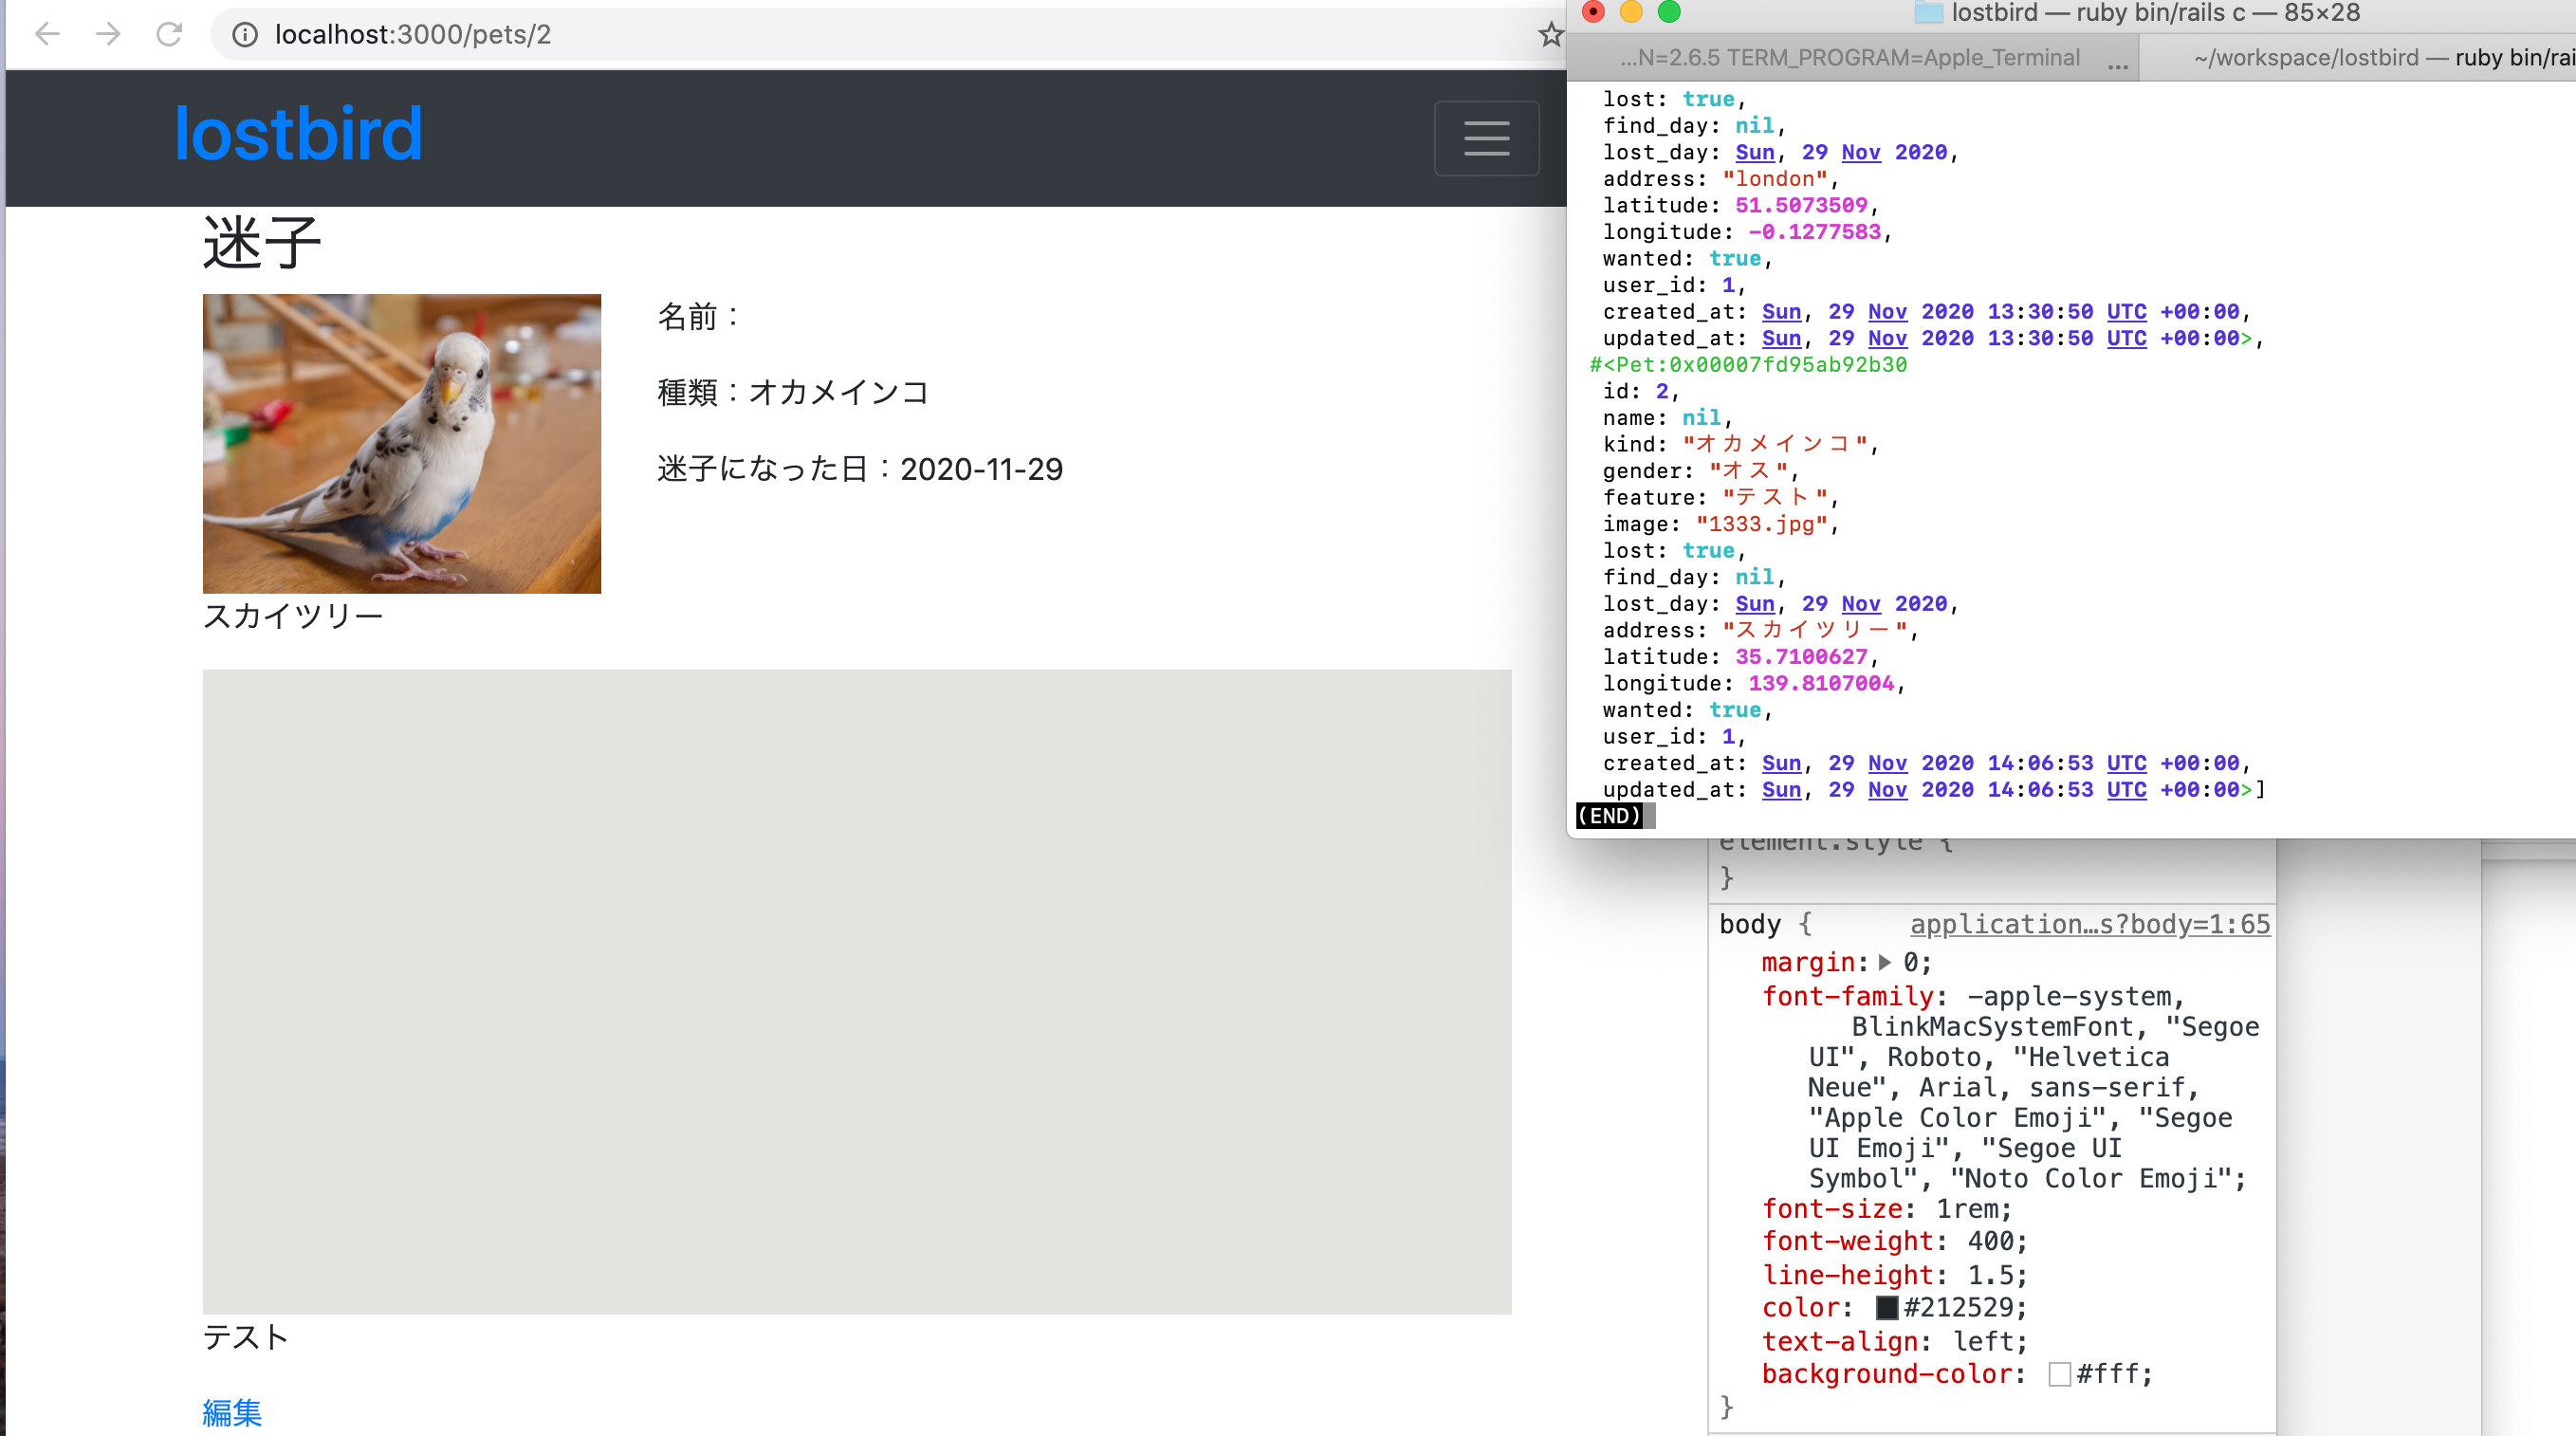 localhost:3000/pets/2
lostbird
迷子
名前：
種類：オカメインコ
迷子になった日：2020-11-29
スカイツリー
テスト
編集
lostbird — ruby bin/rails c — 85×28
...N=2.6.5 TERM_PROGRAM=Apple_Terminal ...
~/workspace/lostbird — ruby bin/rai
lost: true,
find_day: nil,
lost_day: Sun, 29 Nov 2020,
address: "london",
latitude: 51.5073509,
longitude: -0.1277583,
wanted: true,
user_id: 1,
created_at: Sun, 29 Nov 2020 13:30:50 UTC +00:00,
updated_at: Sun, 29 Nov 2020 13:30:50 UTC +00:00>,
#<Pet:0x00007fd95ab92b30
id: 2,
name: nil,
kind: "オカメインコ",
gender: "オス",
feature: "テスト",
image: "1333.jpg",
lost: true,
find_day: nil,
lost_day: Sun, 29 Nov 2020,
address: "スカイツリー",
latitude: 35.7100627,
longitude: 139.8107004,
wanted: true,
user_id: 1,
created_at: Sun, 29 Nov 2020 14:06:53 UTC +00:00,
updated_at: Sun, 29 Nov 2020 14:06:53 UTC +00:00>]
(END)
element.style {
}
body { application…s?body=1:65
margin: 0;
font-family: -apple-system,
BlinkMacSystemFont, "Segoe
UI", Roboto, "Helvetica
Neue", Arial, sans-serif,
"Apple Color Emoji", "Segoe
UI Emoji", "Segoe UI
Symbol", "Noto Color Emoji";
font-size: 1rem;
font-weight: 400;
line-height: 1.5;
color: #212529;
text-align: left;
background-color: #fff;
}